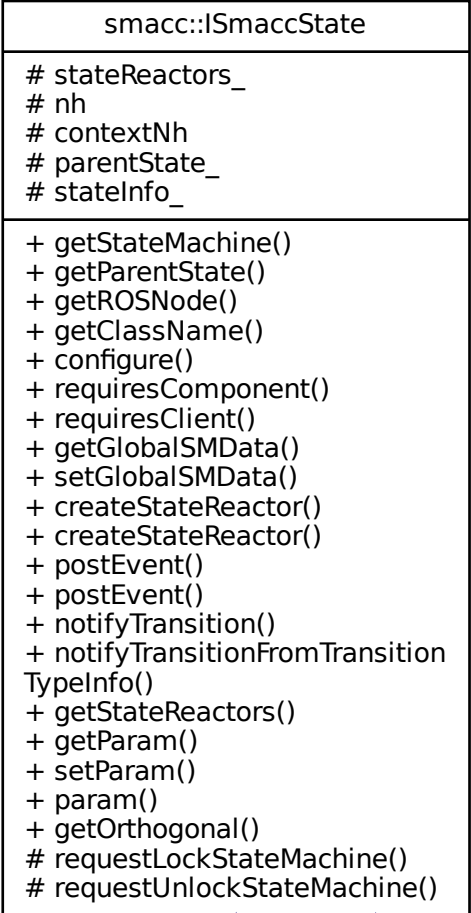 smacc::ISmaccState
# stateReactors_
# nh
# contextNh
# parentState_
# stateInfo_
+ getStateMachine()
+ getParentState()
+ getROSNode()
+ getClassName()
+ configure()
+ requiresComponent()
+ requiresClient()
+ getGlobalSMData()
+ setGlobalSMData()
+ createStateReactor()
+ createStateReactor()
+ postEvent()
+ postEvent()
+ notifyTransition()
+ notifyTransitionFromTransition
TypeInfo()
+ getStateReactors()
+ getParam()
+ setParam()
+ param()
+ getOrthogonal()
# requestLockStateMachine()
# requestUnlockStateMachine()